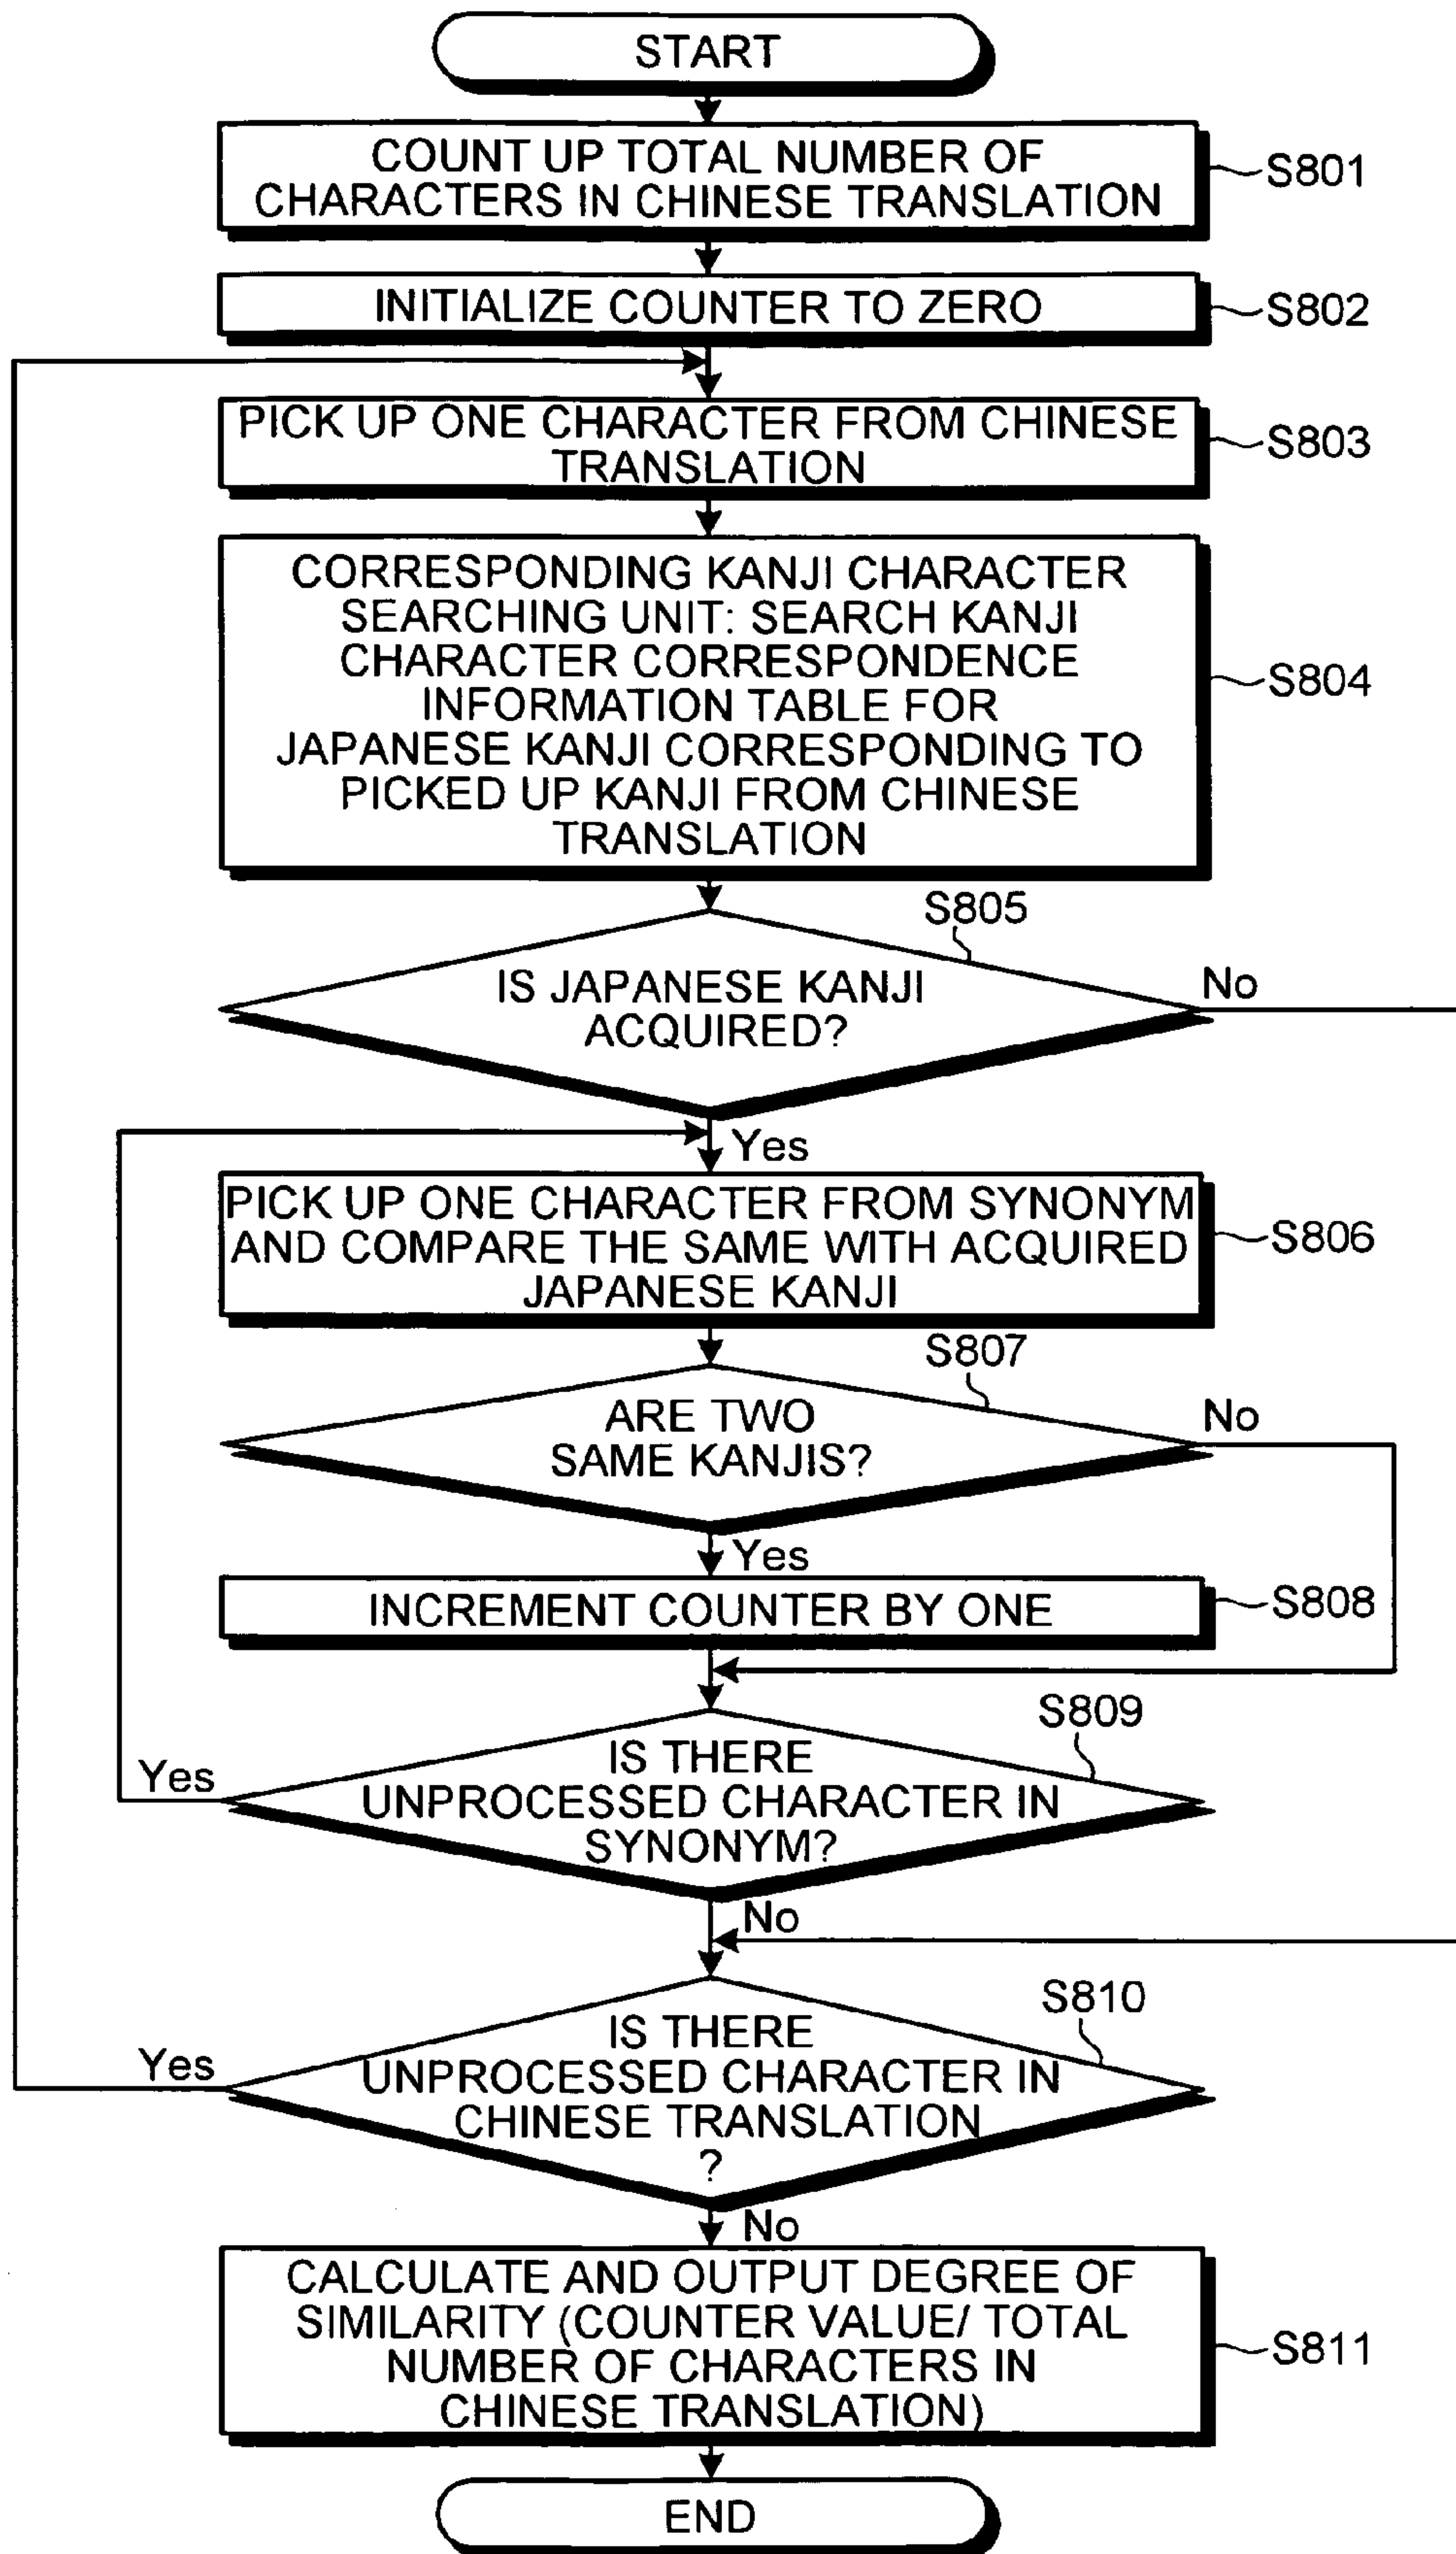 START
COUNT UP TOTAL NUMBER OF
CHARACTERS IN CHINESE TRANSLATION
S801
INITIALIZE COUNTER TO ZERO
S802
PICK UP ONE CHARACTER FROM CHINESE
TRANSLATION
S803
CORRESPONDING KANJI CHARACTER
SEARCHING UNIT: SEARCH KANJI
CHARACTER CORRESPONDENCE
INFORMATION TABLE FOR
JAPANESE KANJI CORRESPONDING TO
PICKED UP KANJI FROM CHINESE
TRANSLATION
S804
S805
IS JAPANESE KANJI
ACQUIRED?
No
Yes
PICK UP ONE CHARACTER FROM SYNONYM
AND COMPARE THE SAME WITH ACQUIRED
JAPANESE KANJI
S806
S807
ARE TWO
SAME KANJIS?
No
Yes
INCREMENT COUNTER BY ONE
S808
S809
IS THERE
UNPROCESSED CHARACTER IN
SYNONYM?
Yes
No
S810
IS THERE
UNPROCESSED CHARACTER IN
CHINESE TRANSLATION
?
Yes
No
CALCULATE AND OUTPUT DEGREE OF
SIMILARITY (COUNTER VALUE/ TOTAL
NUMBER OF CHARACTERS IN
CHINESE TRANSLATION)
S811
END